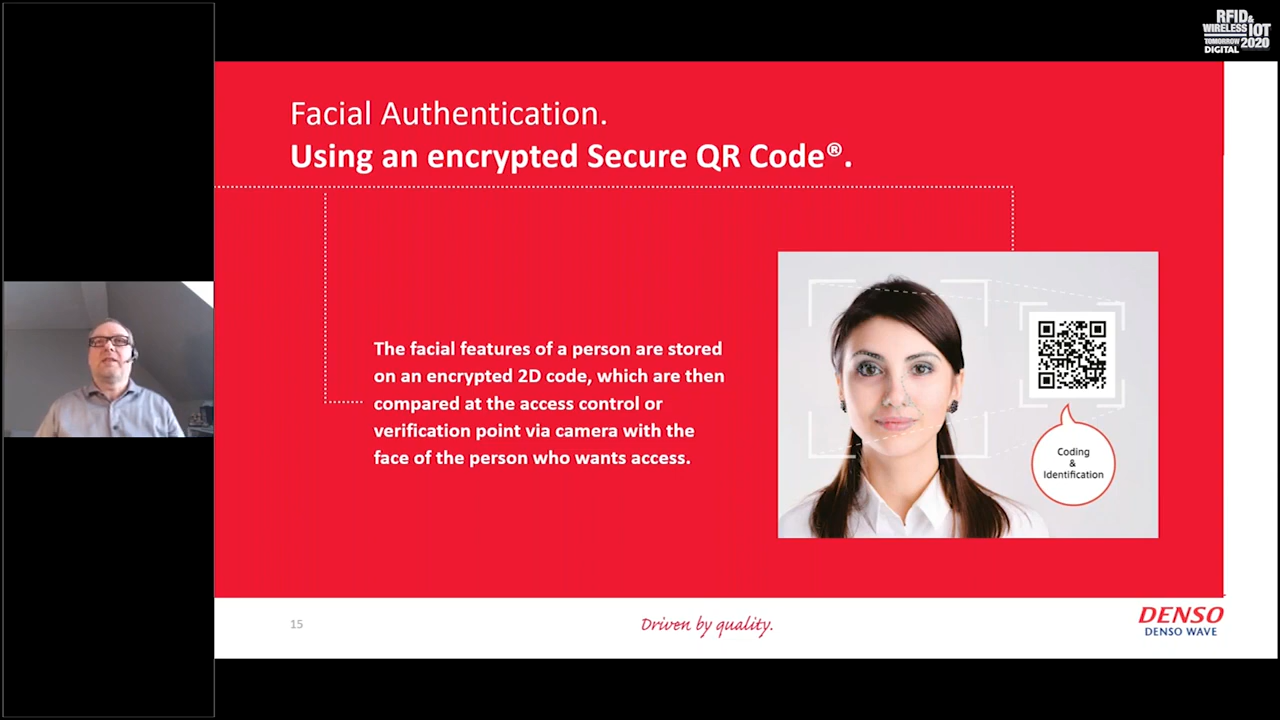 RFID &
WIRELESS IOT
TOMORROW 2020
DIGITAL
Facial Authentication.
Using an encrypted Secure QR Code®.
The facial features of a person are stored
on an encrypted 2D code, which are then
compared at the access control or
verification point via camera with the
face of the person who wants access.
Coding
&
Identification
15
Driven by quality.
DENSO
DENSO WAVE